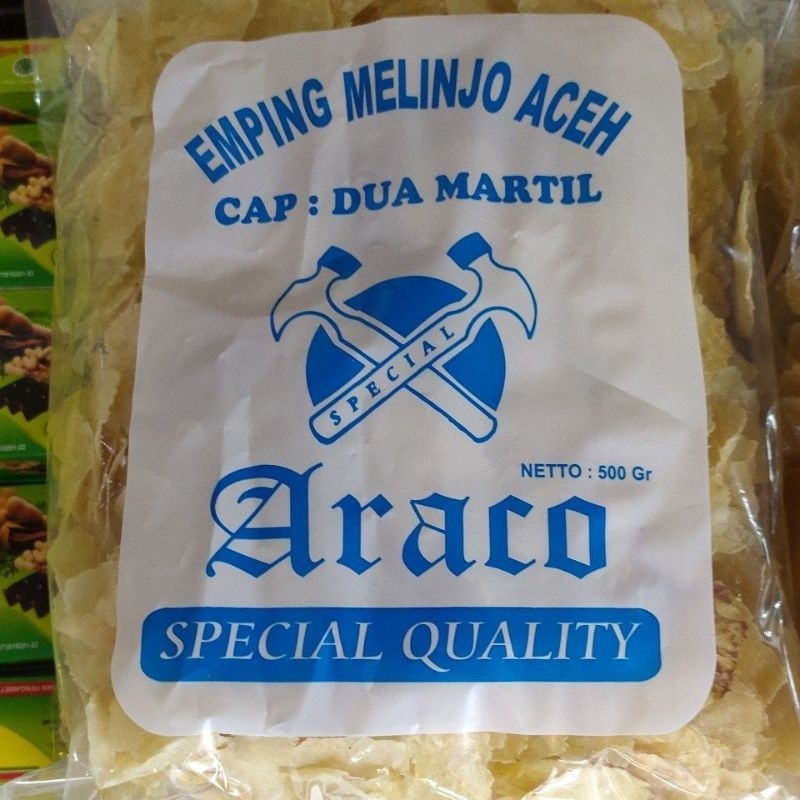 EMPING MELINJO ACEH
CAP : DUA MARTIL
SPECIAL
NETTO : 500 Gr
Araco
SPECIAL QUALITY